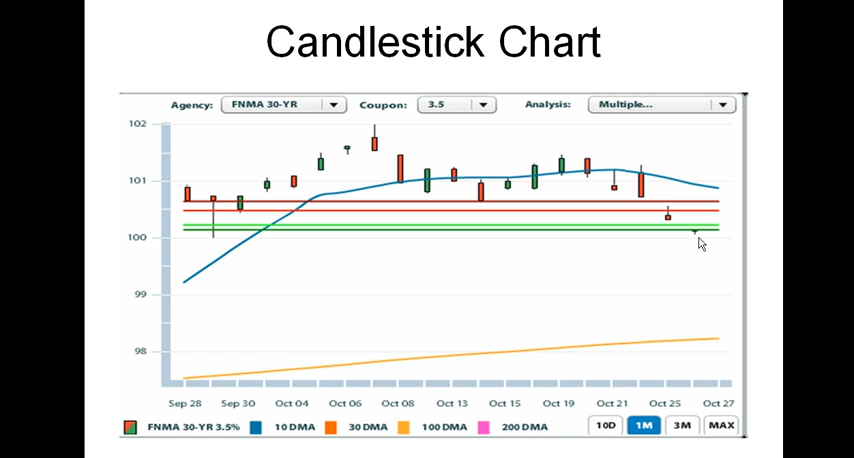 Candlestick Chart
Agency: FNMA 30-YR Coupon: 3.5 Analysis: Multiple...
102
101
100
99
98
Sep 28 Sep 30 Oct 04 Oct 06 Oct 08 Oct 13 Oct 15 Oct 19 Oct 21 Oct 25 Oct 27
FNMA 30-YR 3.5% 10 DMA 30 DMA 100 DMA 200 DMA 10D 1M 3M MAX